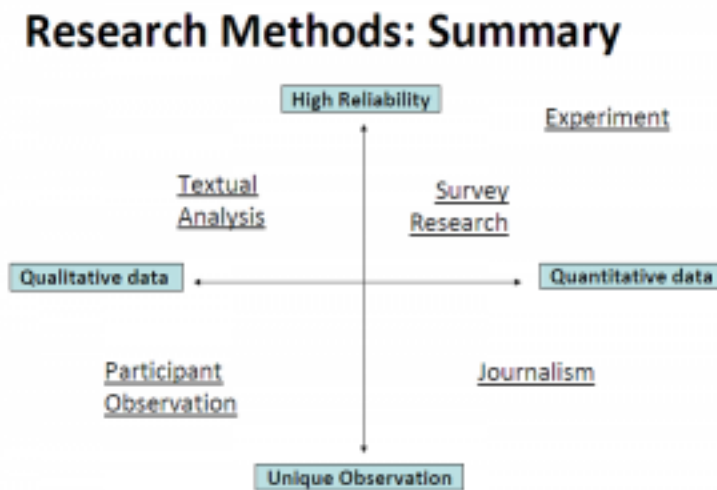 Research Methods: Summary
High Reliability
Experiment
Textual
Analysis
Survey
Research
Qualitative data
Quantitative data
Participant
Observation
Journalism
Unique Observation